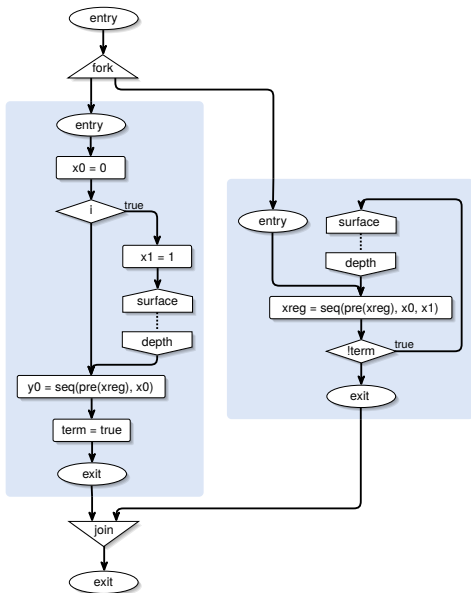 entry
fork
entry
x0 = 0
i
true
x1 = 1
surface
depth
y0 = seq(pre(xreg), x0)
term = true
exit
entry
surface
depth
xreg = seq(pre(xreg), x0, x1)
!term
true
exit
join
exit